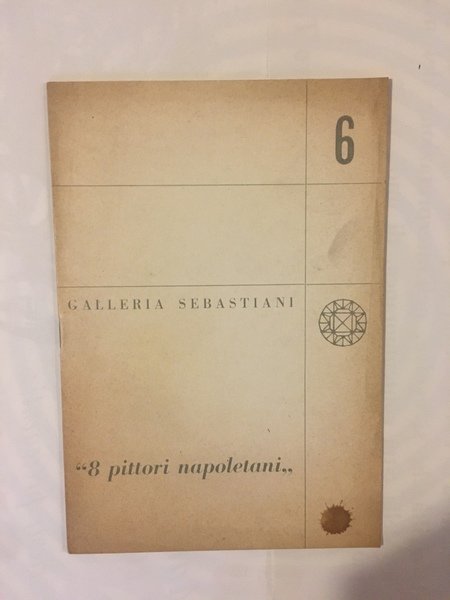 6
GALLERIA SEBASTIANI
“8 pittori napoletani„